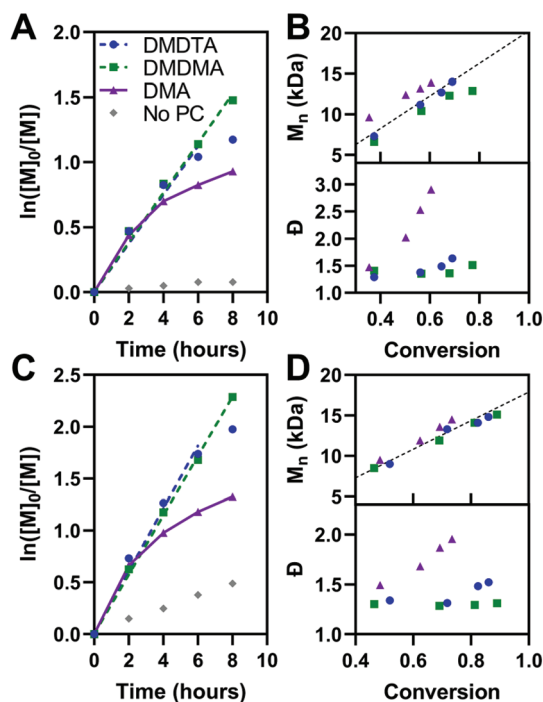 A
2.0
1.5
1.0
0.5
0.0
ln([M]₀/[M])
DMDTA
DMDMA
DMA
No PC
0 2 4 6 8 10
Time (hours)
B
20
15
10
5
Mₙ (kDa)
3.0
2.5
2.0
1.5
1.0
Đ
0.4 0.6 0.8 1.0
Conversion
C
2.5
2.0
1.5
1.0
0.5
0.0
ln([M]₀/[M])
0 2 4 6 8 10
Time (hours)
D
20
15
10
5
Mₙ (kDa)
2.0
1.5
1.0
Đ
0.4 0.6 0.8 1.0
Conversion